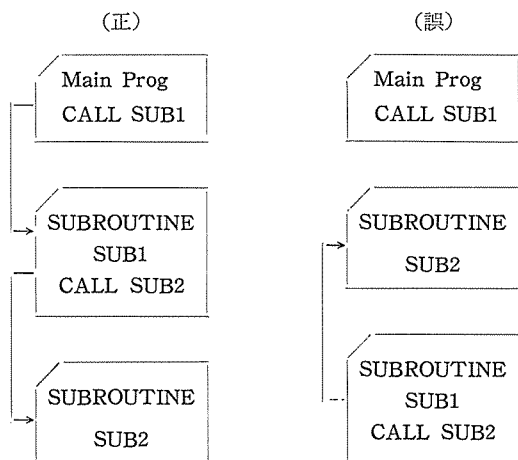 (正)
Main Prog
CALL SUB1
SUBROUTINE
SUB1
CALL SUB2
SUBROUTINE
SUB2
(誤)
Main Prog
CALL SUB1
SUBROUTINE
SUB2
SUBROUTINE
SUB1
CALL SUB2